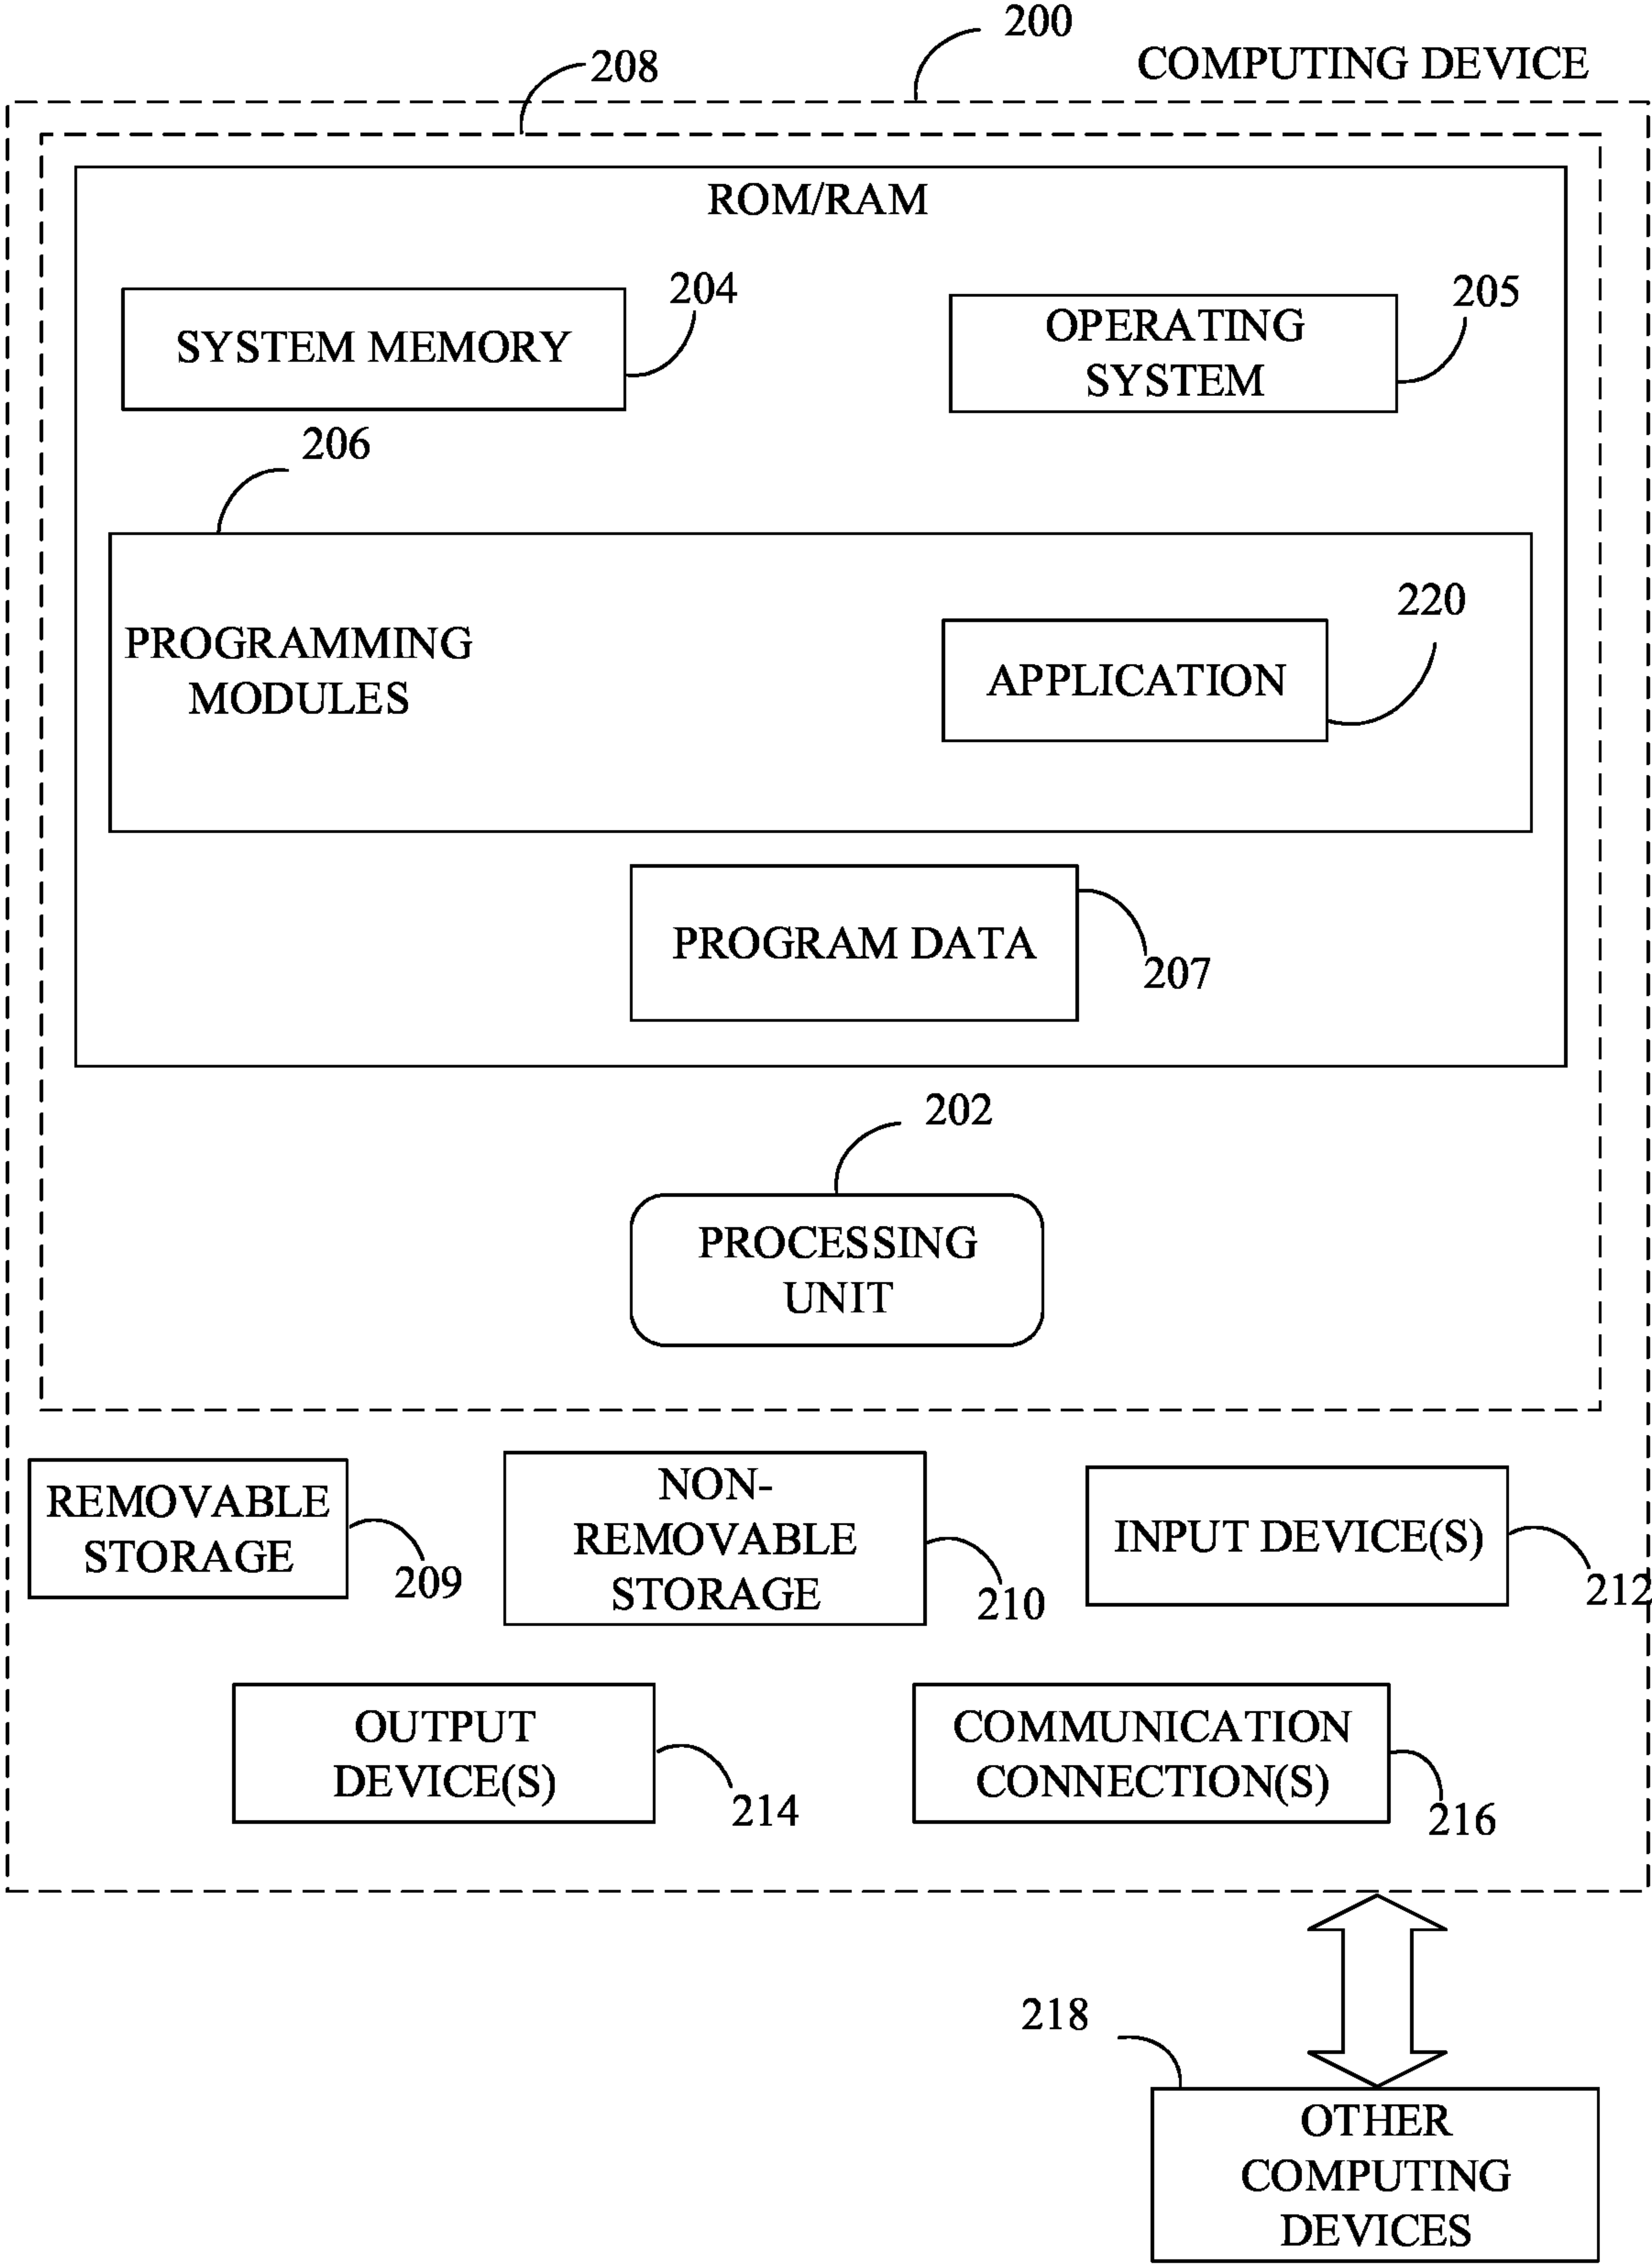 200
COMPUTING DEVICE
208
ROM/RAM
204
SYSTEM MEMORY
205
OPERATING
SYSTEM
206
220
PROGRAMMING
MODULES
APPLICATION
PROGRAM DATA
207
202
PROCESSING
UNIT
REMOVABLE
STORAGE
209
NON-
REMOVABLE
STORAGE
210
INPUT DEVICE(S)
212
OUTPUT
DEVICE(S)
214
COMMUNICATION
CONNECTION(S)
216
218
OTHER
COMPUTING
DEVICES